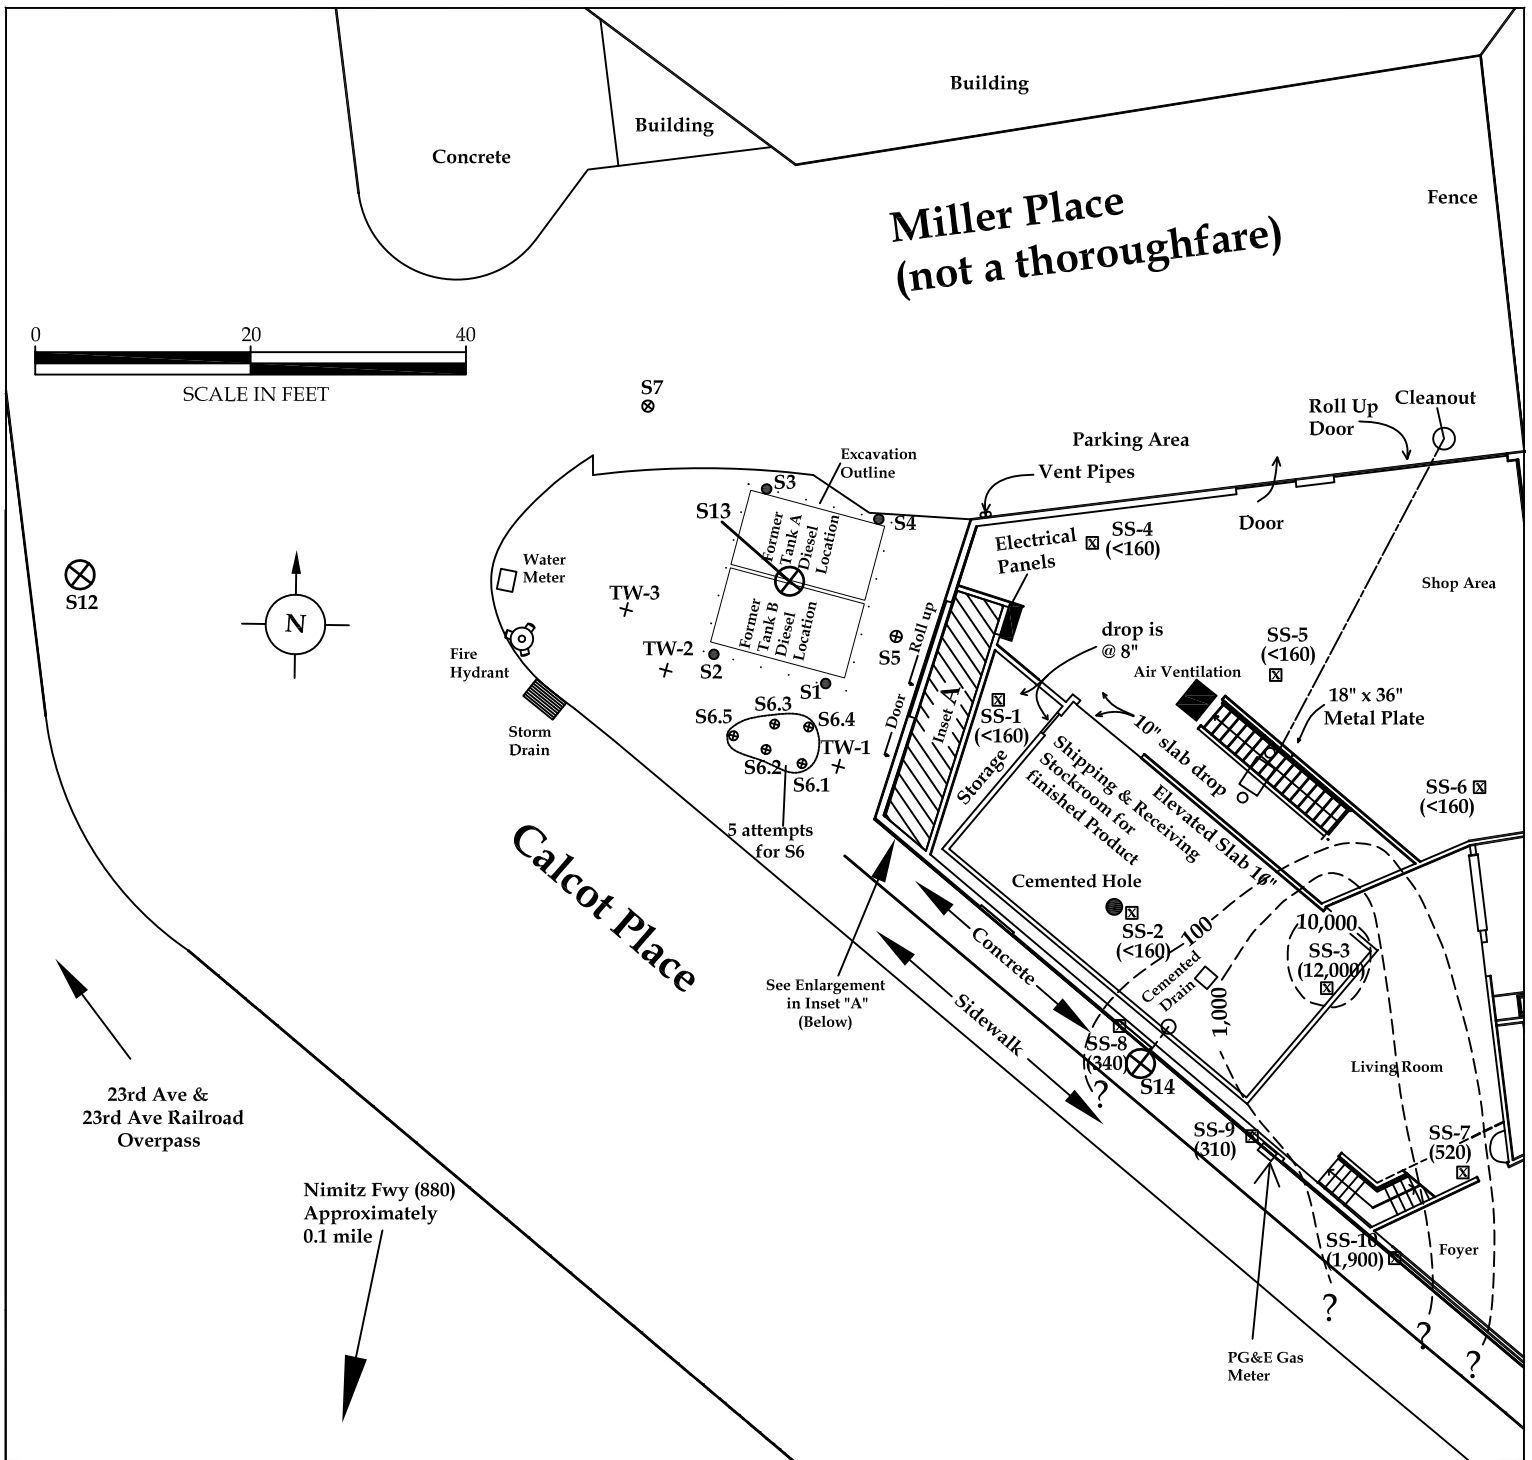 Building
Building
Concrete
Fence
Miller Place
(not a thoroughfare)
0 20 40
SCALE IN FEET
S7
Cleanout
Roll Up
Door
Parking Area
Excavation
Outline
Vent Pipes
S3
S13
S4
Former
Tank A
Diesel
Location
Door
SS-4
(<160)
Electrical
Panels
Water
Meter
Shop Area
S12
TW-3
N
Former
Tank B
Diesel
Location
Roll up
drop is
@ 8"
SS-5
(<160)
Fire
Hydrant
TW-2
S2
S5
S1
Air Ventilation
18" x 36"
Metal Plate
S6.3
S6.5
S6.4
S6.2
S6.1
TW-1
Door
Inset A
SS-1
(<160)
10" slab drop
Storm
Drain
Storage
Shipping & Receiving
Stockroom for
finished Product
Elevated Slab 16"
SS-6
(<160)
5 attempts
for S6
Calcot Place
Cemented Hole
SS-2
(<160)
100
10,000
SS-3
(12,000)
Concrete
Cemented
Drain
1,000
See Enlargement
in Inset "A"
(Below)
Sidewalk
SS-8
(340)
?
S14
Living Room
23rd Ave &
23rd Ave Railroad
Overpass
SS-9
(310)
SS-7
(520)
Nimitz Fwy (880)
Approximately
0.1 mile
SS-10
(1,900)
Foyer
?
?
?
PG&E Gas
Meter